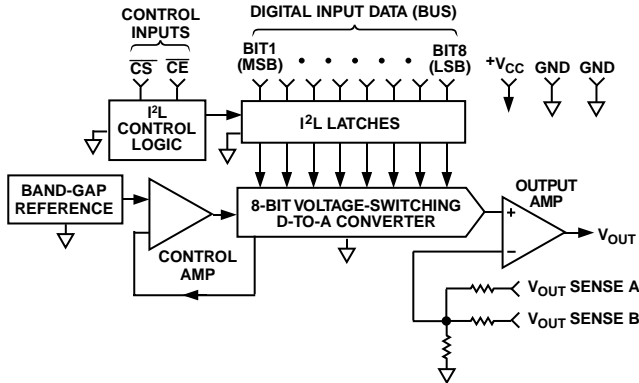 CONTROL
INPUTS
CS CE
DIGITAL INPUT DATA (BUS)
BIT1
(MSB)
BIT8
(LSB)
+VCC GND GND
I2L
CONTROL
LOGIC
I2L LATCHES
BAND-GAP
REFERENCE
CONTROL
AMP
8-BIT VOLTAGE-SWITCHING
D-TO-A CONVERTER
OUTPUT
AMP
+
−
VOUT
VOUT SENSE A
VOUT SENSE B